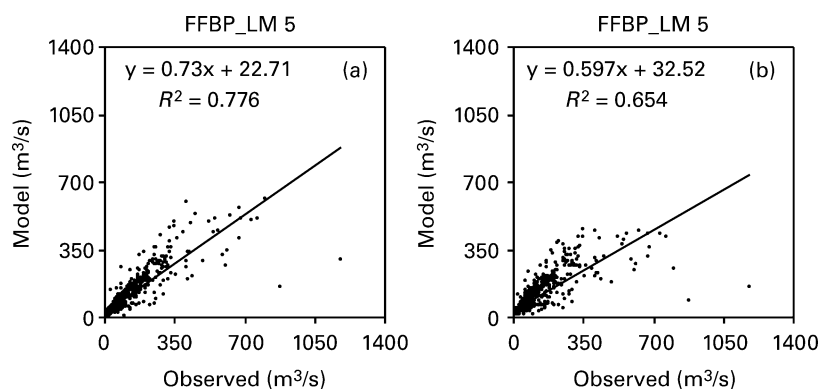 FFBP_LM 5
1400
y = 0.73x + 22.71 (a)
R² = 0.776
1050
700
350
0
Model (m³/s)
0 350 700 1050 1400
Observed (m³/s)
FFBP_LM 5
1400
y = 0.597x + 32.52 (b)
R² = 0.654
1050
700
350
0
Model (m³/s)
0 350 700 1050 1400
Observed (m³/s)